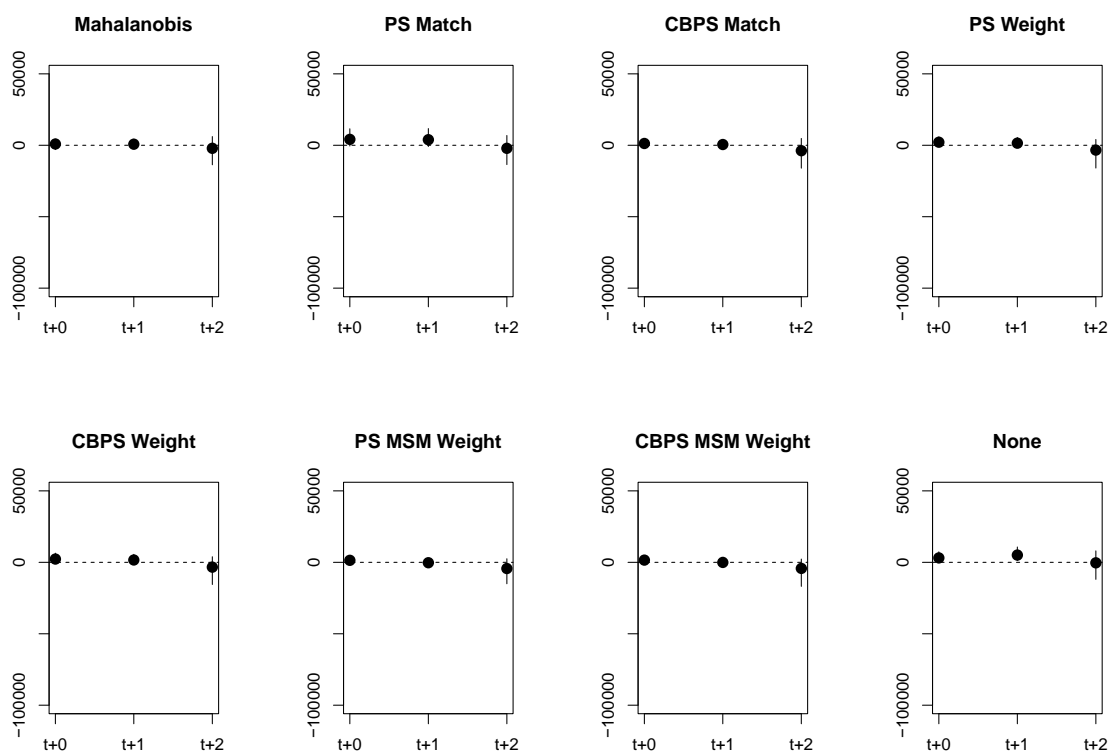 Mahalanobis
50000
0
−100000
t+0 t+1 t+2
PS Match
50000
0
−100000
t+0 t+1 t+2
CBPS Match
50000
0
−100000
t+0 t+1 t+2
PS Weight
50000
0
−100000
t+0 t+1 t+2
CBPS Weight
50000
0
−100000
t+0 t+1 t+2
PS MSM Weight
50000
0
−100000
t+0 t+1 t+2
CBPS MSM Weight
50000
0
−100000
t+0 t+1 t+2
None
50000
0
−100000
t+0 t+1 t+2